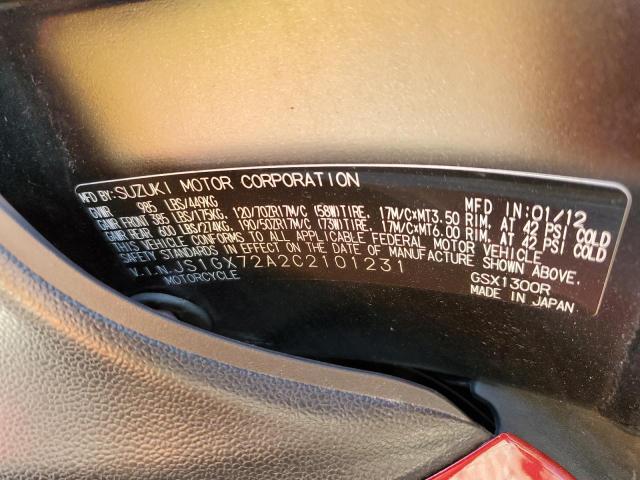 MFD BY: SUZUKI MOTOR CORPORATION MFD IN: 01/12
GVWR 985 LBS/449KG
GAWR FRONT 385 LBS/175KG. 120/70ZR17M/C (58W)TIRE. 17M/C×MT3.50 RIM. AT 42 PSI COLD
GAWR REAR 600 LBS/274KG. 190/50ZR17M/C (73W)TIRE. 17M/C×MT6.00 RIM. AT 42 PSI COLD
THIS VEHICLE CONFORMS TO ALL APPLICABLE FEDERAL MOTOR VEHICLE
SAFETY STANDARDS IN EFFECT ON THE DATE OF MANUFACTURE SHOWN ABOVE.
V.I.N. JS1GX72A2C2101231 GSX1300R
MOTORCYCLE MADE IN JAPAN